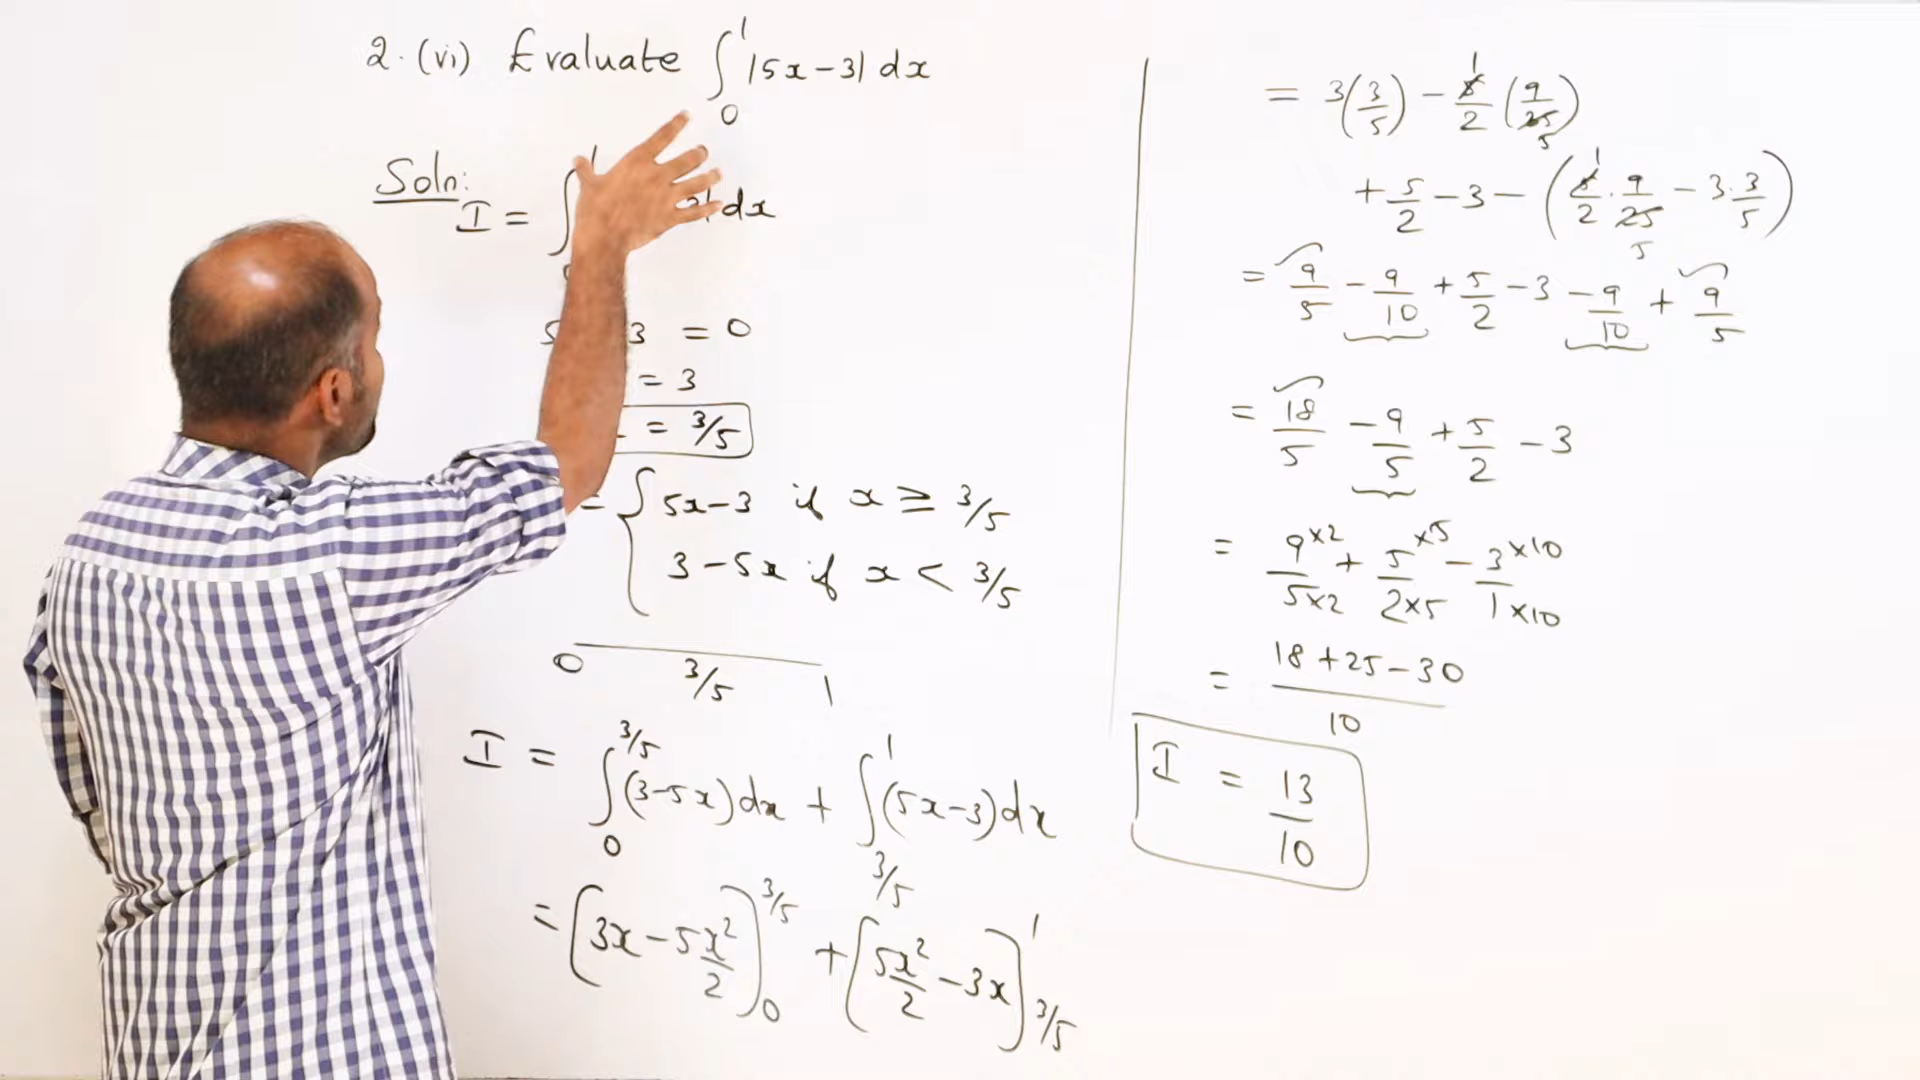 2. (vi) Evaluate ∫₀¹ |5x-3| dx
Soln:
I = ∫ | dx
3 = 0
= 3
= 3/5
= { 5x-3 if x ≥ 3/5
3-5x if x < 3/5
0 3/5 1
I = ∫₀^(3/5) (3-5x)dx + ∫_(3/5)^1 (5x-3)dx
= [3x - 5x²/2]₀^(3/5) + [5x²/2 - 3x]_(3/5)^1
= 3(3/5) - 5/2 (9/25)
+ 5/2 - 3 - (5/2 · 9/25 - 3·3/5)
= 9/5 - 9/10 + 5/2 - 3 - 9/10 + 9/5
= 18/5 - 9/5 + 5/2 - 3
= 9×2/5×2 + 5×5/2×5 - 3×10/1×10
= 18+25-30/10
I = 13/10